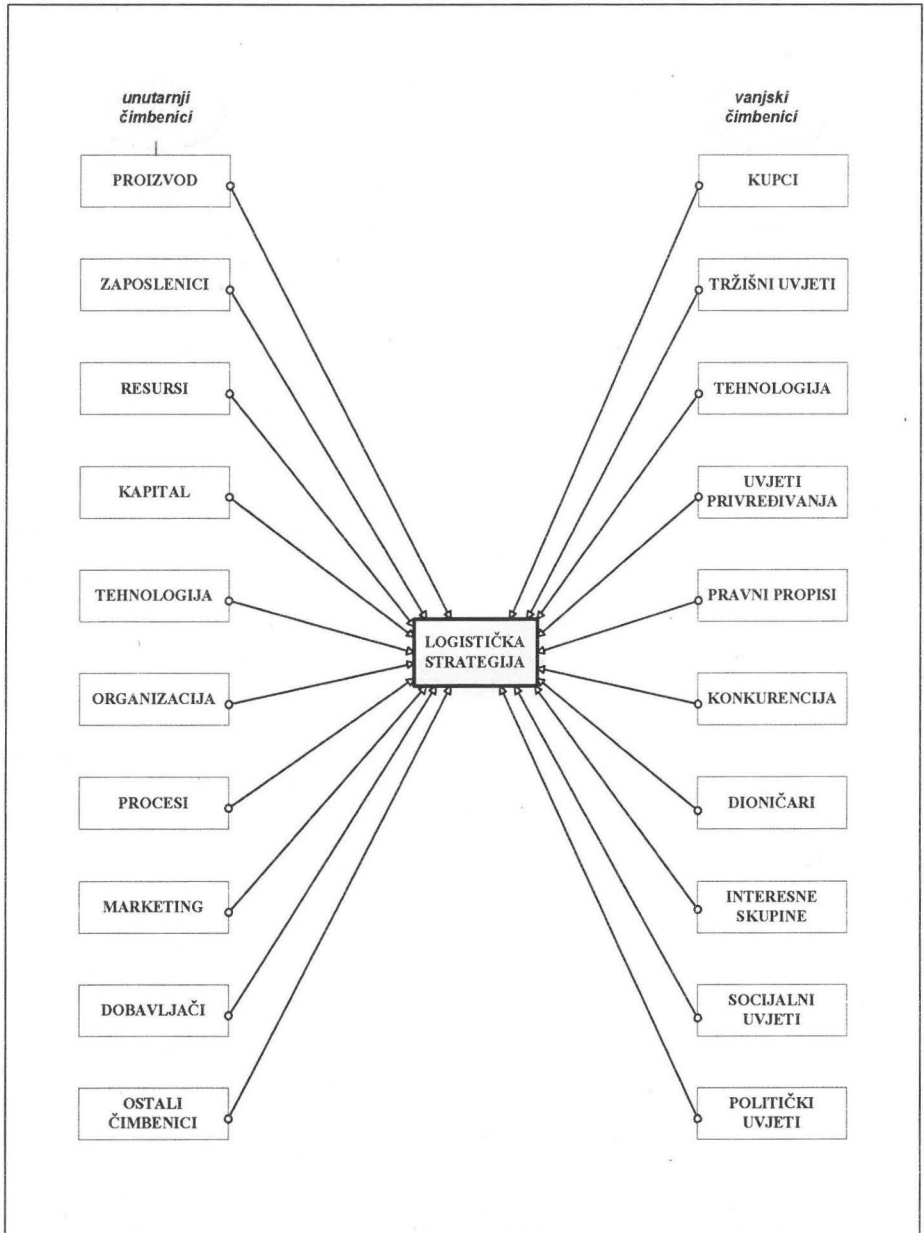 unutarnji
čimbenici
vanjski
čimbenici
PROIZVOD
KUPCI
ZAPOSLENICI
TRŽIŠNI UVJETI
RESURSI
TEHNOLOGIJA
KAPITAL
UVJETI
PRIVREĐIVANJA
TEHNOLOGIJA
PRAVNI PROPISI
LOGISTIČKA
STRATEGIJA
ORGANIZACIJA
KONKURENCIJA
PROCESI
DIONIČARI
MARKETING
INTERESNE
SKUPINE
DOBAVLJAČI
SOCIJALNI
UVJETI
OSTALI
ČIMBENICI
POLITIČKI
UVJETI